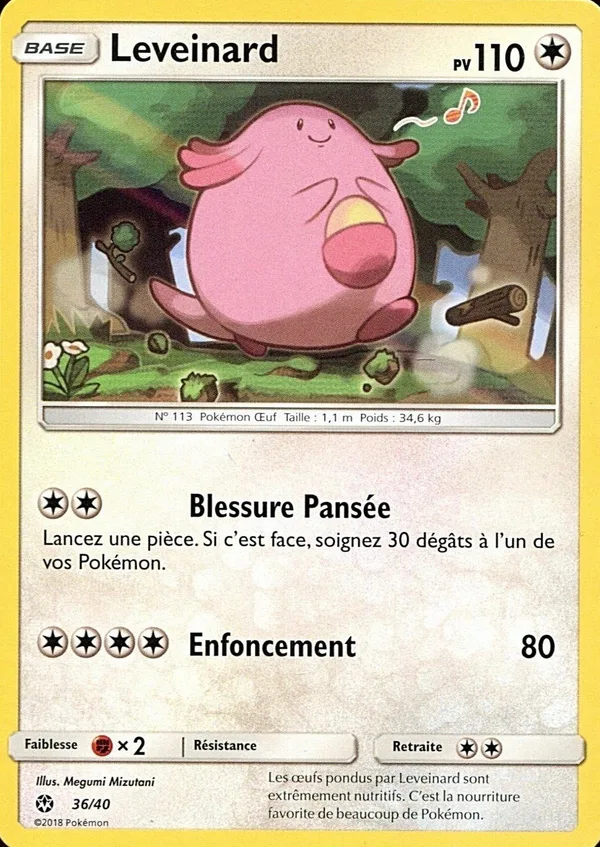 BASE Leveinard PV 110
N° 113 Pokémon Œuf Taille : 1,1 m Poids : 34,6 kg
Blessure Pansée
Lancez une pièce. Si c'est face, soignez 30 dégâts à l'un de
vos Pokémon.
Enfoncement 80
Faiblesse ×2 Résistance Retraite
Illus. Megumi Mizutani
36/40
©2018 Pokémon
Les œufs pondus par Leveinard sont
extrêmement nutritifs. C'est la nourriture
favorite de beaucoup de Pokémon.